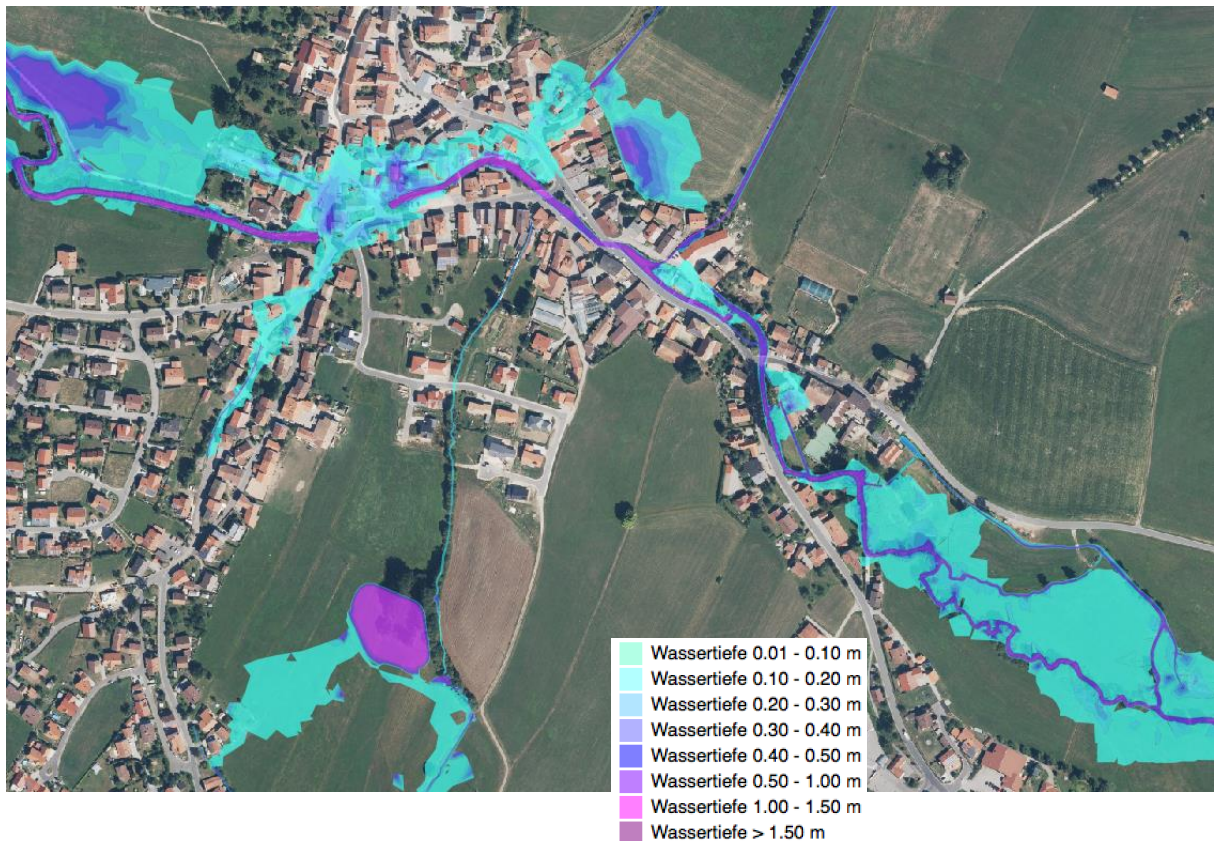 Wassertiefe 0.01 - 0.10 m
Wassertiefe 0.10 - 0.20 m
Wassertiefe 0.20 - 0.30 m
Wassertiefe 0.30 - 0.40 m
Wassertiefe 0.40 - 0.50 m
Wassertiefe 0.50 - 1.00 m
Wassertiefe 1.00 - 1.50 m
Wassertiefe > 1.50 m